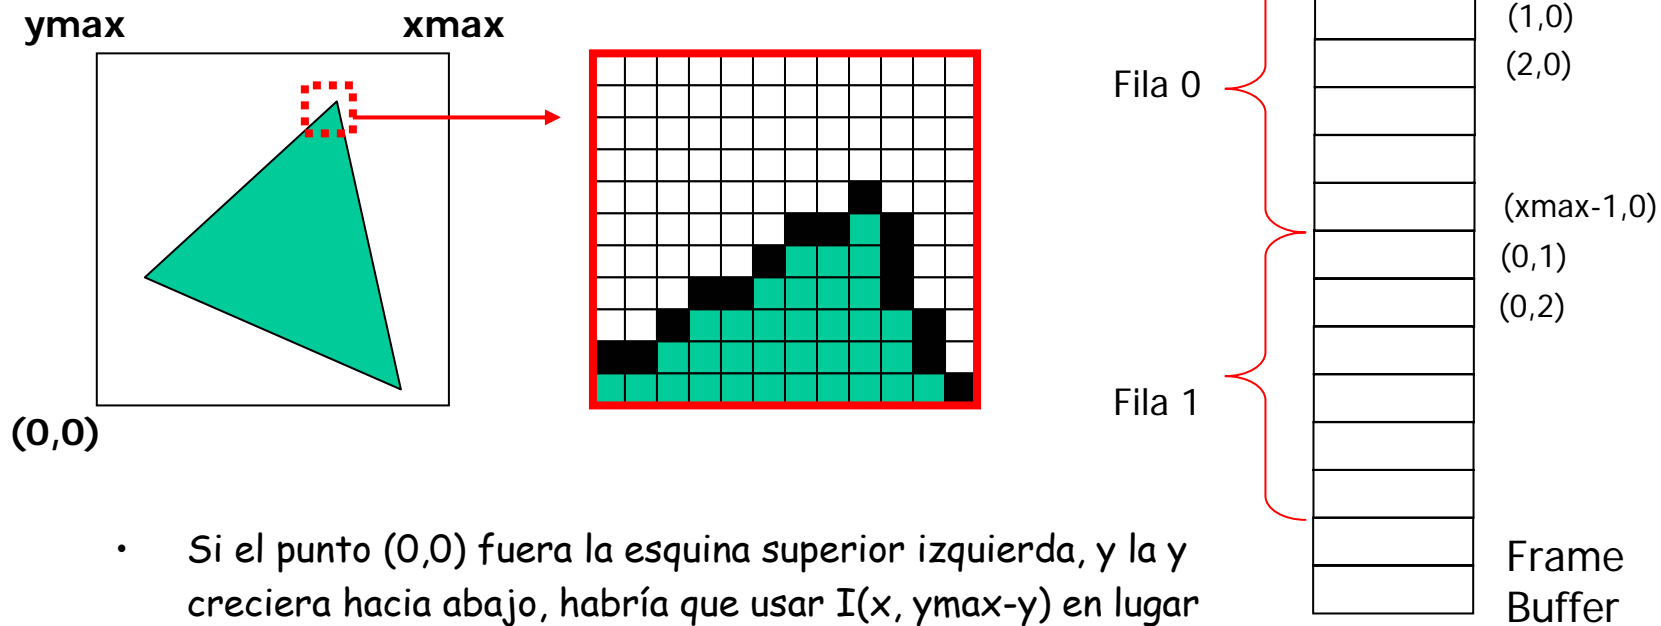 ymax xmax
(0,0)
Fila 0
Fila 1
(1,0)
(2,0)
(xmax-1,0)
(0,1)
(0,2)
Frame
Buffer
• Si el punto (0,0) fuera la esquina superior izquierda, y la y
creciera hacia abajo, habría que usar I(x, ymax-y) en lugar